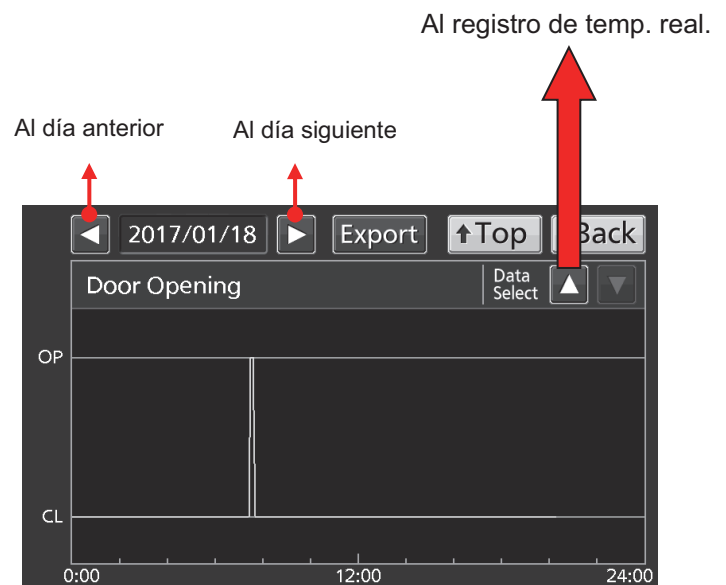 Al registro de temp. real.
Al día anterior
Al día siguiente
2017/01/18 Export Top Back
Door Opening
Data
Select
OP
CL
0:00 12:00 24:00